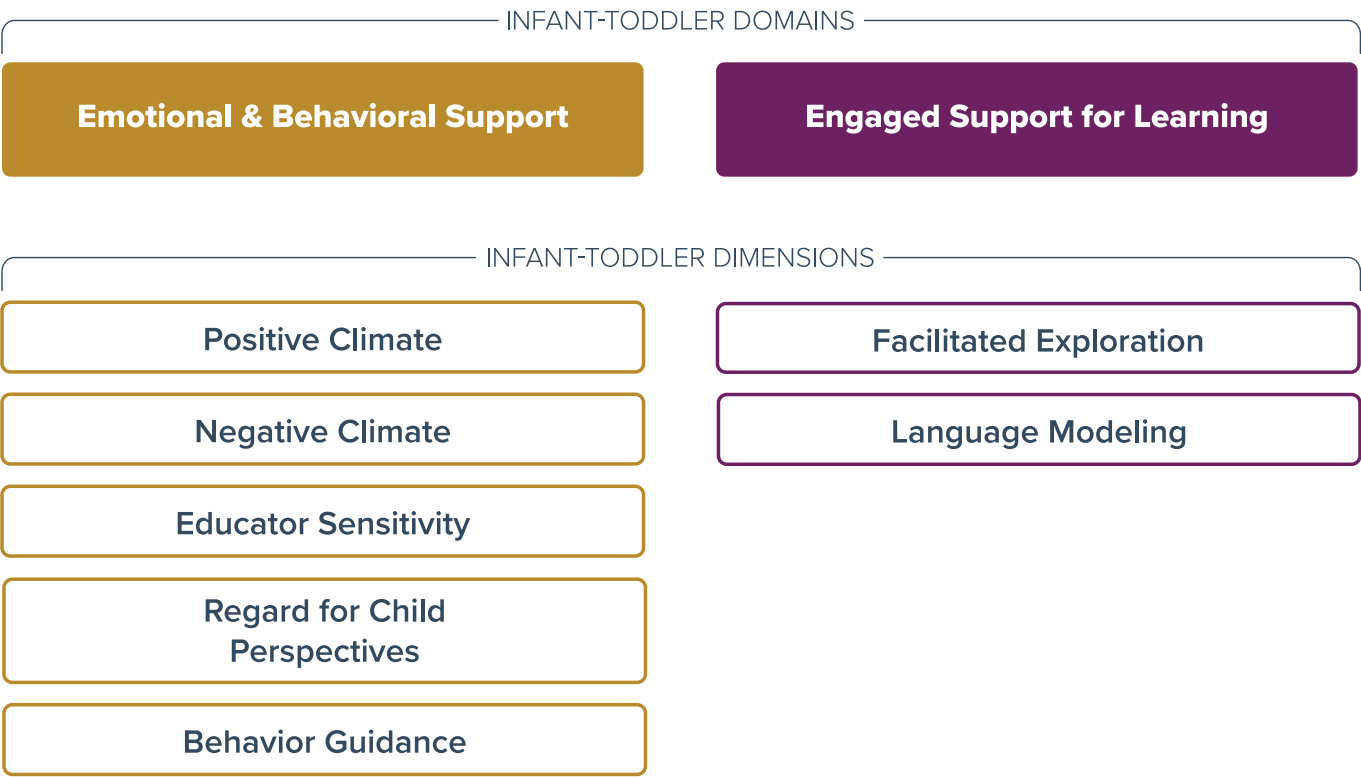 INFANT-TODDLER DOMAINS
Emotional & Behavioral Support
Engaged Support for Learning
INFANT-TODDLER DIMENSIONS
Positive Climate
Negative Climate
Educator Sensitivity
Regard for Child
Perspectives
Behavior Guidance
Facilitated Exploration
Language Modeling